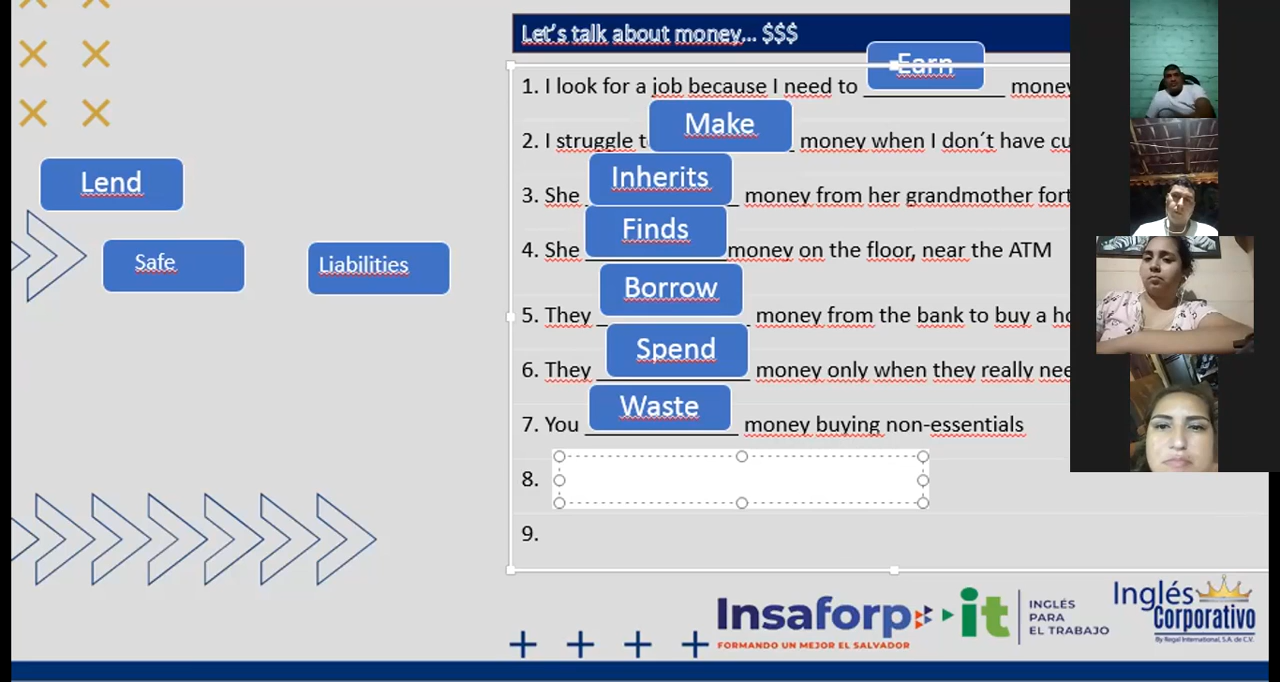 Let's talk about money... $$$
1. I look for a job because I need to Earn money
2. I struggle Make money when I don´t have
3. She Inherits money from her grandmother
4. She Finds money on the floor, near the ATM
5. They Borrow money from the bank to buy a
6. They Spend money only when they really
7. You Waste money buying non-essentials
8.
9.
Lend
Safe
Liabilities
Insaforp
FORMANDO UN MEJOR EL SALVADOR
it
INGLÉS
PARA
EL TRABAJO
Inglés
Corporativo
By Regal International, S.A. de C.V.